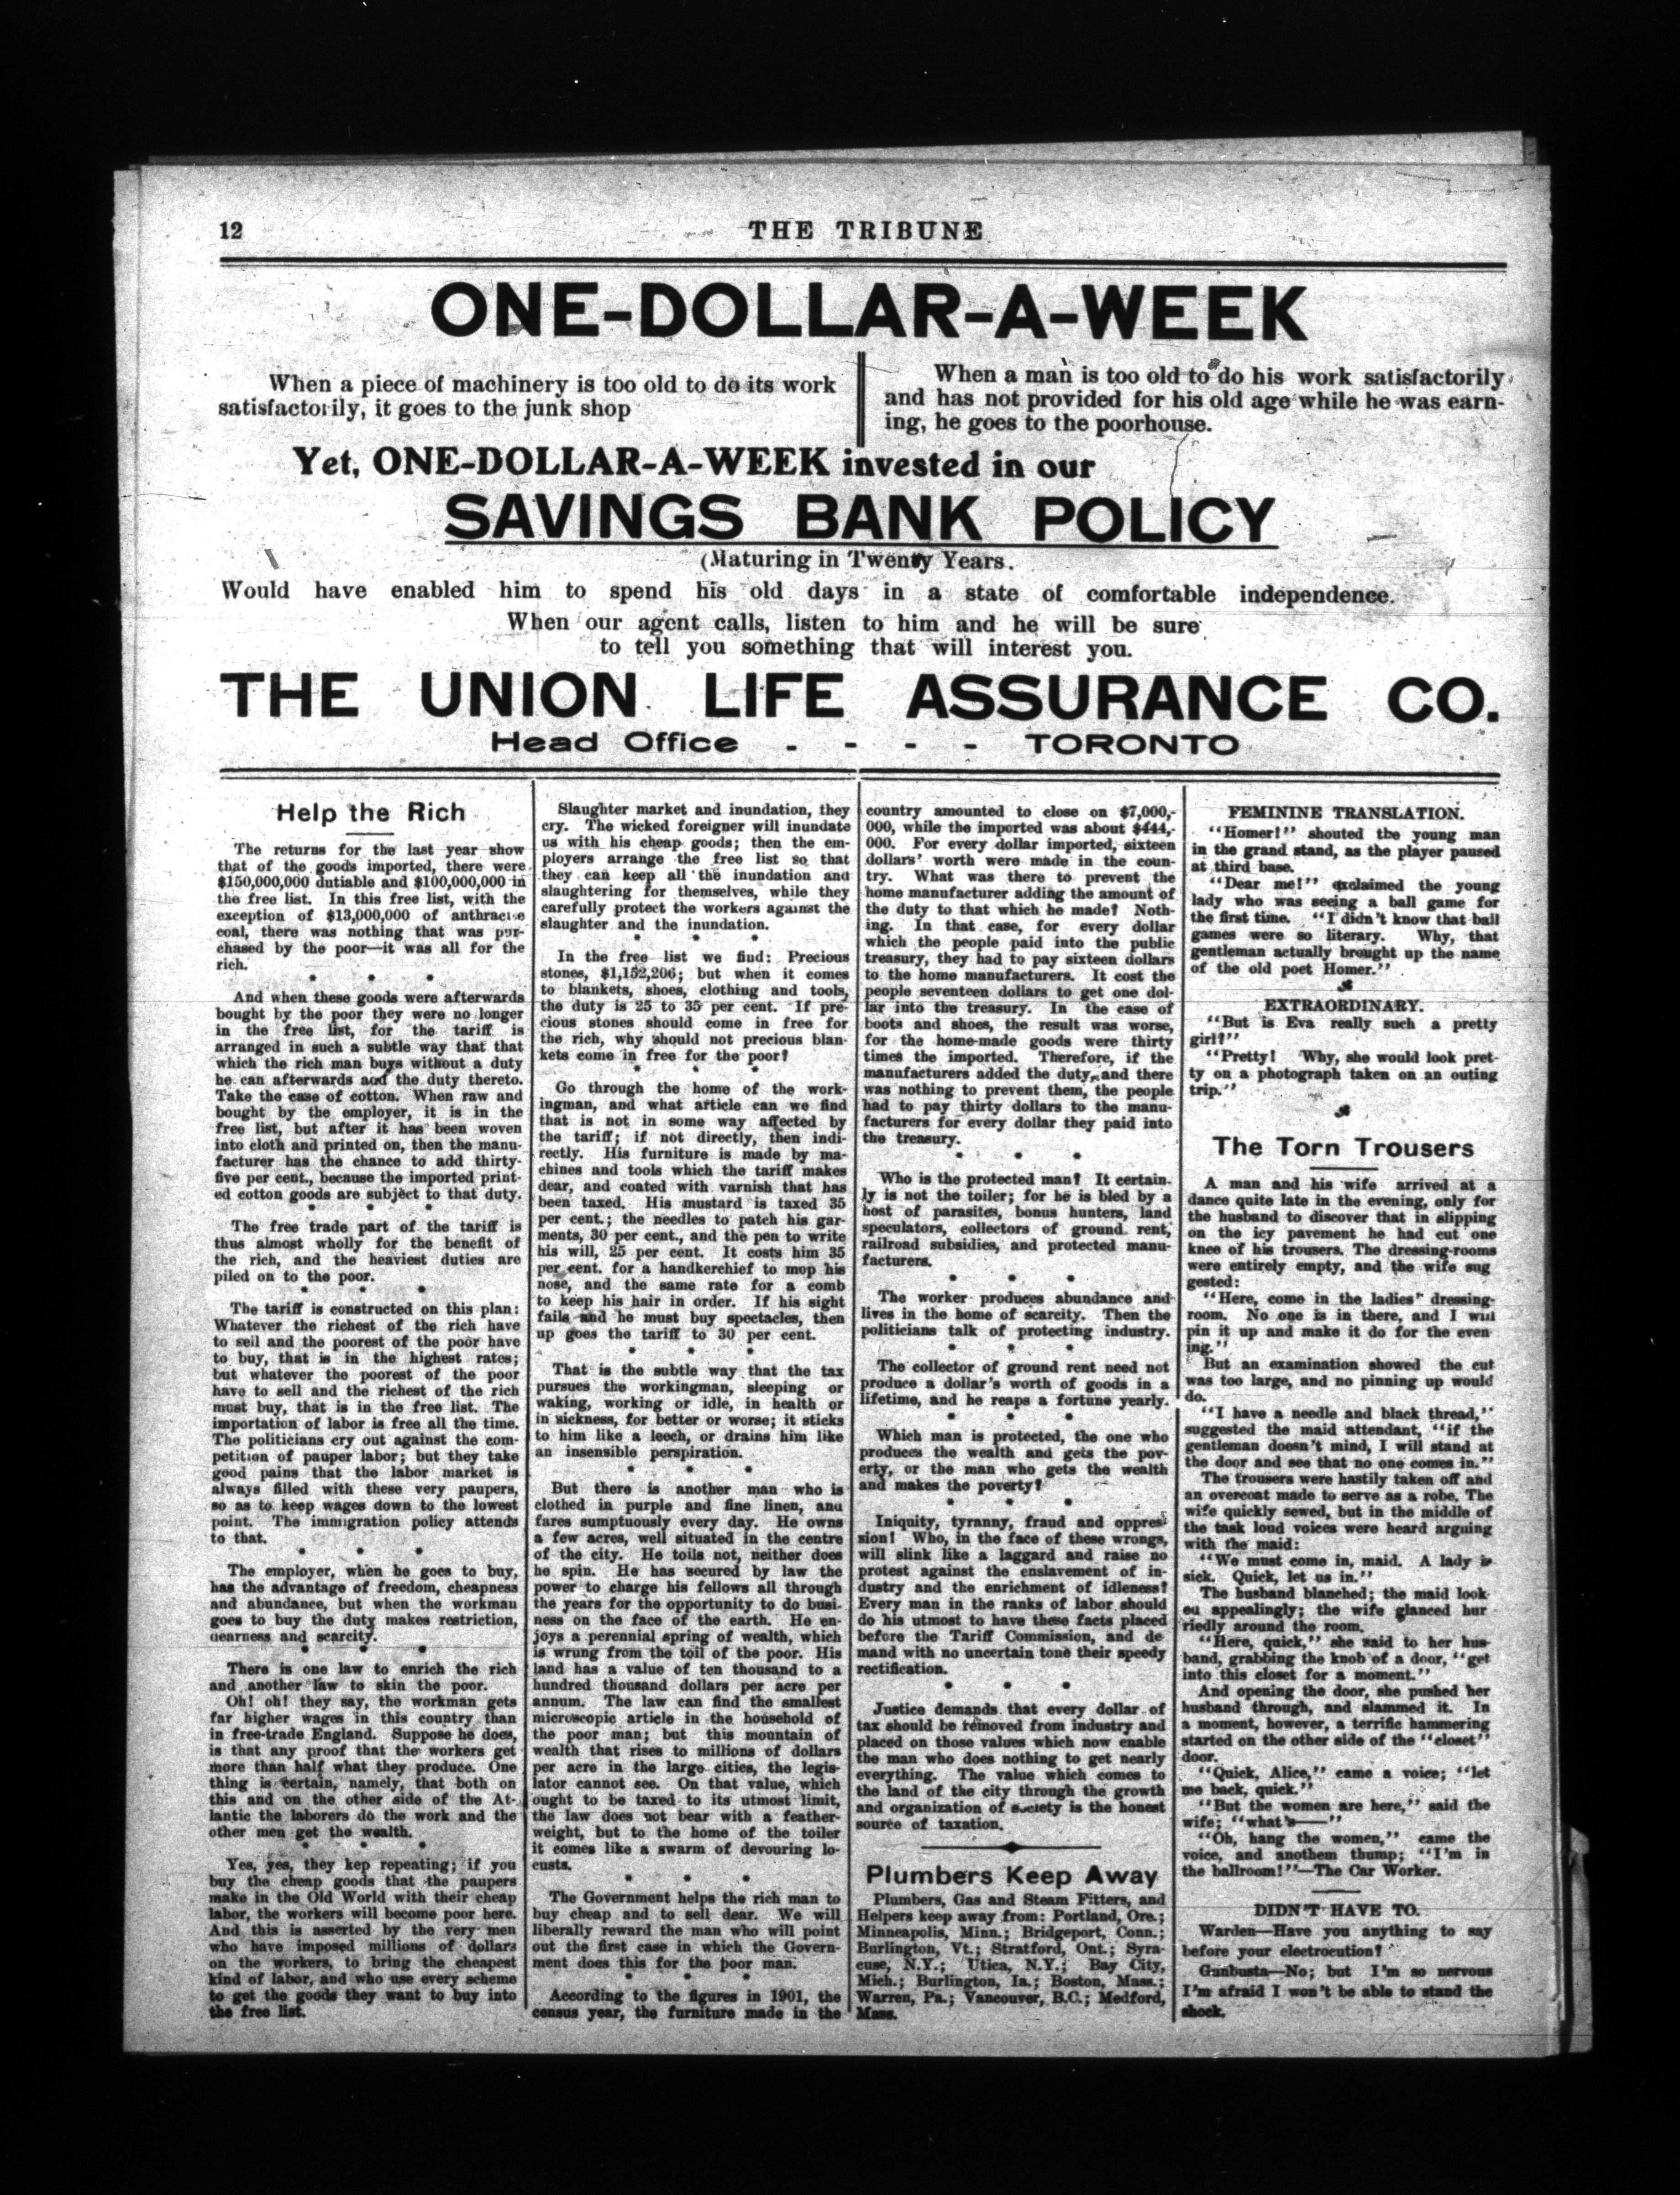 12
THE TRIBUNE
ONE-DOLLAR-A-WEEK
When a piece of machinery is too old to do its work
satisfactorily, it goes to the junk shop
When a man is too old to do his work satisfactorily
and has not provided for his old age while he was earn-
ing, he goes to the poorhouse.
Yet, ONE-DOLLAR-A-WEEK invested in our
SAVINGS BANK POLICY
(Maturing in Twenty Years.
Would have enabled him to spend his old days in a state of comfortable independence.
When our agent calls, listen to him and he will be sure
to tell you something that will interest you.
THE UNION LIFE ASSURANCE CO.
Head Office - - - - TORONTO
Help the Rich
The returns for the last year show
that of the goods imported, there were
$150,000,000 dutiable and $100,000,000 in
the free list. In this free list, with the
exception of $13,000,000 of anthracite
coal, there was nothing that was pur-
chased by the poor—it was all for the
rich.
* * *
And when these goods were afterwards
bought by the poor they were no longer
in the free list, for the tariff is
arranged in such a subtle way that that
which the rich man buys without a duty
he can afterwards add the duty thereto.
Take the case of cotton. When raw and
bought by the employer, it is in the
free list, but after it has been woven
into cloth and printed on, then the manu-
facturer has the chance to add thirty-
five per cent., because the imported print-
ed cotton goods are subject to that duty.
* * *
The free trade part of the tariff is
thus almost wholly for the benefit of
the rich, and the heaviest duties are
piled on to the poor.
* * *
The tariff is constructed on this plan:
Whatever the richest of the rich have
to sell and the poorest of the poor have
to buy, that is in the highest rates;
but whatever the poorest of the poor
have to sell and the richest of the rich
must buy, that is in the free list. The
importation of labor is free all the time.
The politicians cry out against the com-
petition of pauper labor; but they take
good pains that the labor market is
always filled with these very paupers,
so as to keep wages down to the lowest
point. The immigration policy attends
to that.
* * *
The employer, when he goes to buy,
has the advantage of freedom, cheapness
and abundance, but when the workman
goes to buy the duty makes restriction,
dearness and scarcity.
* * *
There is one law to enrich the rich
and another law to skin the poor.
Oh! oh! they say, the workman gets
far higher wages in this country than
in free-trade England. Suppose he does,
is that any proof that the workers get
more than half what they produce. One
thing is certain, namely, that both on
this and on the other side of the At-
lantic the laborers do the work and the
other men get the wealth.
* * *
Yes, yes, they kep repeating; if you
buy the cheap goods that the paupers
make in the Old World with their cheap
labor, the workers will become poor here.
And this is asserted by the very men
who have imposed millions of dollars
on the workers, to bring the cheapest
kind of labor, and who use every scheme
to get the goods they want to buy into
the free list.
Slaughter market and inundation, they
cry. The wicked foreigner will inundate
us with his cheap goods; then the em-
ployers arrange the free list so that
they can keep all the inundation and
slaughtering for themselves, while they
carefully protect the workers against the
slaughter and the inundation.
* * *
In the free list we find: Precious
stones, $1,152,206; but when it comes
to blankets, shoes, clothing and tools,
the duty is 25 to 35 per cent. If pre-
cious stones should come in free for
the rich, why should not precious blan-
kets come in free for the poor?
* * *
Go through the home of the work-
ingman, and what article can we find
that is not in some way affected by
the tariff; if not directly, then indi-
rectly. His furniture is made by ma-
chines and tools which the tariff makes
dear, and coated with varnish that has
been taxed. His mustard is taxed 35
per cent.; the needles to patch his gar-
ments, 30 per cent., and the pen to write
his will, 25 per cent. It costs him 35
per cent. for a handkerchief to mop his
nose, and the same rate for a comb
to keep his hair in order. If his sight
fails and he must buy spectacles, then
up goes the tariff to 30 per cent.
* * *
That is the subtle way that the tax
pursues the workingman, sleeping or
waking, working or idle, in health or
in sickness, for better or worse; it sticks
to him like a leech, or drains him like
an insensible perspiration.
* * *
But there is another man who is
clothed in purple and fine linen, and
fares sumptuously every day. He owns
a few acres, well situated in the centre
of the city. He toils not, neither does
he spin. He has secured by law the
power to charge his fellows all through
the years for the opportunity to do busi-
ness on the face of the earth. He en-
joys a perennial spring of wealth, which
is wrung from the toil of the poor. His
land has a value of ten thousand to a
hundred thousand dollars per acre per
annum. The law can find the smallest
microscopic article in the household of
the poor man; but this mountain of
wealth that rises to millions of dollars
per acre in the large cities, the legis-
lator cannot see. On that value, which
ought to be taxed to its utmost limit,
the law does not bear with a feather-
weight, but to the home of the toiler
it comes like a swarm of devouring lo-
custs.
* * *
The Government helps the rich man to
buy cheap and to sell dear. We will
liberally reward the man who will point
out the first case in which the Govern-
ment does this for the poor man.
* * *
According to the figures in 1901, the
census year, the furniture made in the
country amounted to close on $7,000,-
000, while the imported was about $444,-
000. For every dollar imported, sixteen
dollars' worth were made in the coun-
try. What was there to prevent the
home manufacturer adding the amount of
the duty to that which he made? Noth-
ing. In that case, for every dollar
which the people paid into the public
treasury, they had to pay sixteen dollars
to the home manufacturers. It cost the
people seventeen dollars to get one dol-
lar into the treasury. In the case of
boots and shoes, the result was worse,
for the home-made goods were thirty
times the imported. Therefore, if the
manufacturers added the duty, and there
was nothing to prevent them, the people
had to pay thirty dollars to the manu-
facturers for every dollar they paid into
the treasury.
* * *
Who is the protected man? It certain-
ly is not the toiler; for he is bled by a
host of parasites, bonus hunters, land
speculators, collectors of ground rent,
railroad subsidies, and protected manu-
facturers.
* * *
The worker produces abundance and
lives in the home of scarcity. Then the
politicians talk of protecting industry.
* * *
The collector of ground rent need not
produce a dollar's worth of goods in a
lifetime, and he reaps a fortune yearly.
* * *
Which man is protected, the one who
produces the wealth and gets the pov-
erty, or the man who gets the wealth
and makes the poverty?
* * *
Iniquity, tyranny, fraud and oppres-
sion! Who, in the face of these wrongs,
will slink like a laggard and raise no
protest against the enslavement of in-
dustry and the enrichment of idleness?
Every man in the ranks of labor should
do his utmost to have these facts placed
before the Tariff Commission, and de
mand with no uncertain tone their speedy
rectification.
* * *
Justice demands that every dollar of
tax should be removed from industry and
placed on those values which now enable
the man who does nothing to get nearly
everything. The value which comes to
the land of the city through the growth
and organization of society is the honest
source of taxation.
Plumbers Keep Away
Plumbers, Gas and Steam Fitters, and
Helpers keep away from: Portland, Ore.;
Minneapolis, Minn.; Bridgeport, Conn.;
Burlington, Vt.; Stratford, Ont.; Syra-
cuse, N.Y.; Utica, N.Y.; Bay City,
Mich.; Burlington, Ia.; Boston, Mass.;
Warren, Pa.; Vancouver, B.C.; Medford,
Mass.
FEMININE TRANSLATION.
"Homer!" shouted the young man
in the grand stand, as the player paused
at third base.
"Dear me!" exclaimed the young
lady who was seeing a ball game for
the first time. "I didn't know that ball
games were so literary. Why, that
gentleman actually brought up the name
of the old poet Homer."
EXTRAORDINARY.
"But is Eva really such a pretty
girl?"
"Pretty! Why, she would look pret-
ty on a photograph taken on an outing
trip."
The Torn Trousers
A man and his wife arrived at a
dance quite late in the evening, only for
the husband to discover that in slipping
on the icy pavement he had cut one
knee of his trousers. The dressing-rooms
were entirely empty, and the wife sug
gested:
"Here, come in the ladies' dressing-
room. No one is in there, and I will
pin it up and make it do for the even
ing."
But an examination showed the cut
was too large, and no pinning up would
do.
"I have a needle and black thread,"
suggested the maid attendant, "if the
gentleman doesn't mind, I will stand at
the door and see that no one comes in."
The trousers were hastily taken off and
an overcoat made to serve as a robe. The
wife quickly sewed, but in the middle of
the task loud voices were heard arguing
with the maid:
"We must come in, maid. A lady is
sick. Quick, let us in."
The husband blanched; the maid look
ed appealingly; the wife glanced hur
riedly around the room.
"Here, quick," she said to her hus-
band, grabbing the knob of a door, "get
into this closet for a moment."
And opening the door, she pushed her
husband through, and slammed it. In
a moment, however, a terrific hammering
started on the other side of the "closet"
door.
"Quick, Alice," came a voice; "let
me back, quick."
"But the women are here," said the
wife; "what's——"
"Oh, hang the women," came the
voice, and anothem thump; "I'm in
the ballroom!"—The Car Worker.
DIDN'T HAVE TO.
Warden—Have you anything to say
before your electrocution?
Gunbusta—No; but I'm so nervous
I'm afraid I won't be able to stand the
shock.